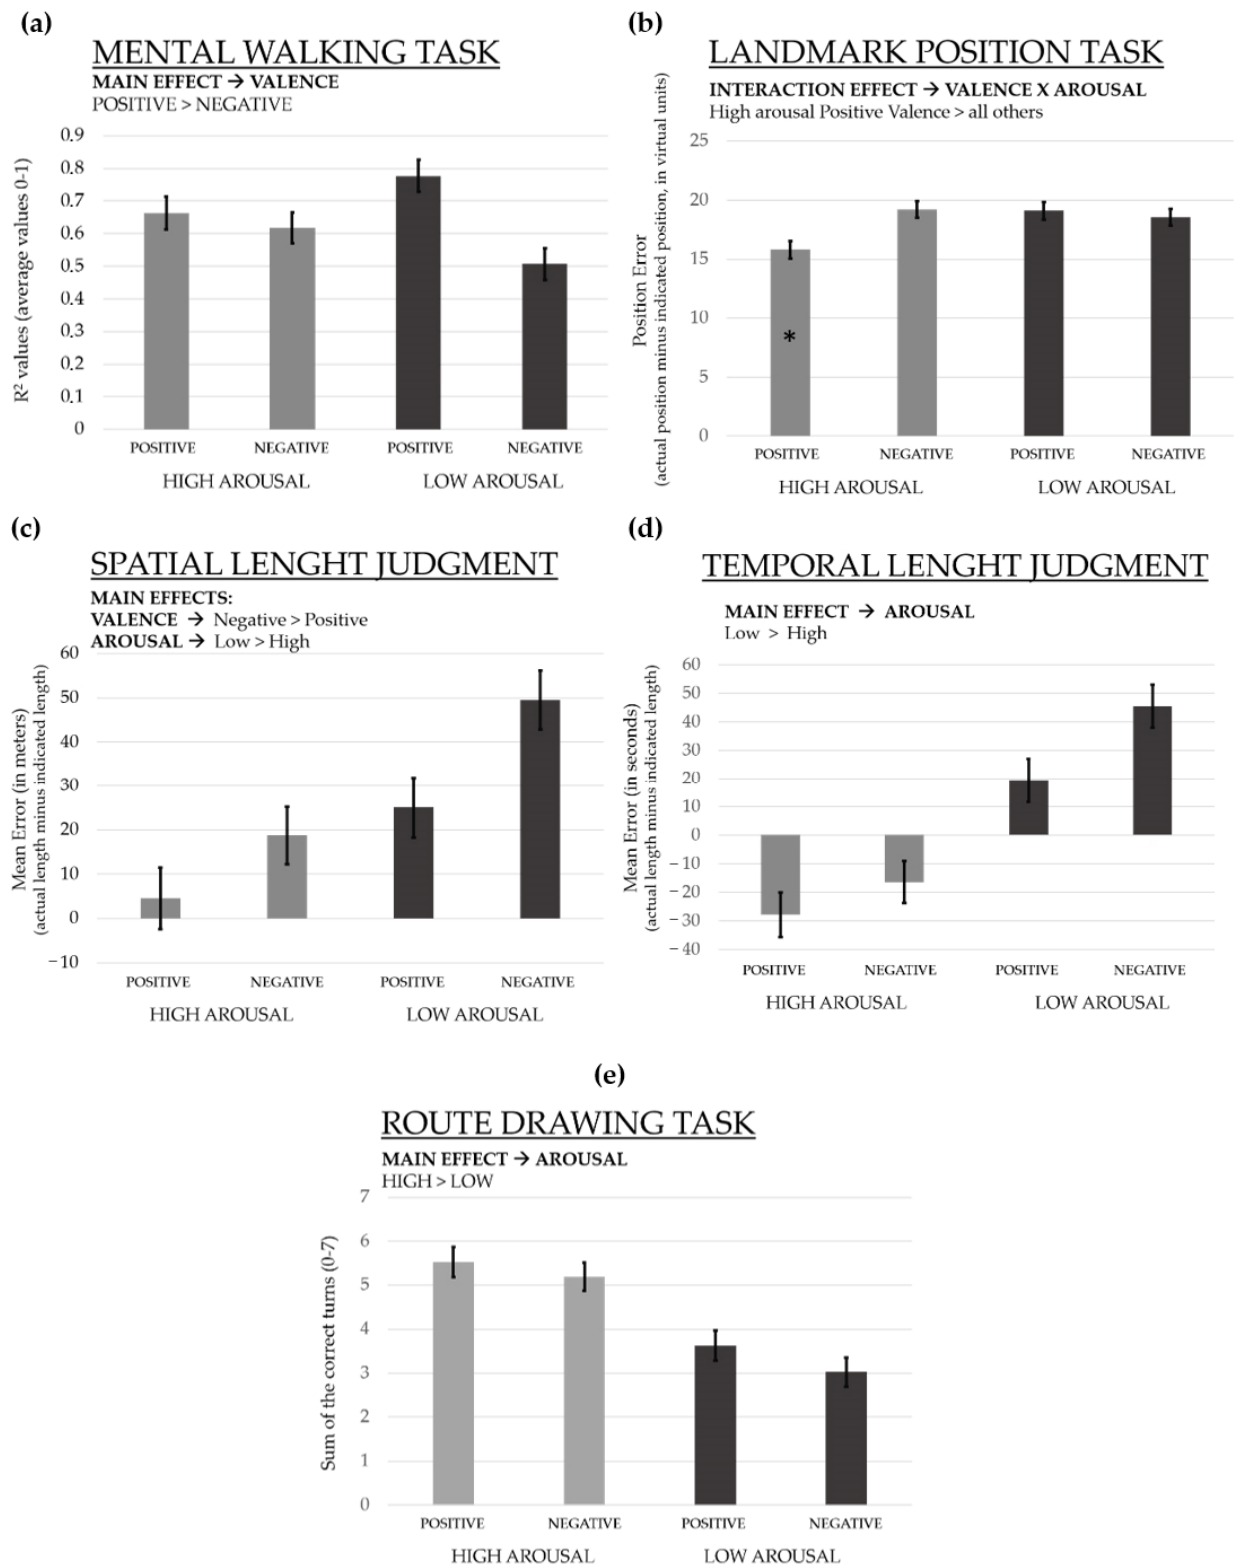 (a)
MENTAL WALKING TASK
MAIN EFFECT → VALENCE
POSITIVE > NEGATIVE
R² values (average values 0-1)
0.9
0.8
0.7
0.6
0.5
0.4
0.3
0.2
0.1
0
POSITIVE NEGATIVE POSITIVE NEGATIVE
HIGH AROUSAL LOW AROUSAL
(b)
LANDMARK POSITION TASK
INTERACTION EFFECT → VALENCE X AROUSAL
High arousal Positive Valence > all others
Position Error
(actual position minus indicated position, in virtual units)
25
20
15
10
5
0
*
POSITIVE NEGATIVE POSITIVE NEGATIVE
HIGH AROUSAL LOW AROUSAL
(c)
SPATIAL LENGHT JUDGMENT
MAIN EFFECTS:
VALENCE → Negative > Positive
AROUSAL → Low > High
Mean Error (in meters)
(actual length minus indicated length)
60
50
40
30
20
10
0
−10
POSITIVE NEGATIVE POSITIVE NEGATIVE
HIGH AROUSAL LOW AROUSAL
(d)
TEMPORAL LENGHT JUDGMENT
MAIN EFFECT → AROUSAL
Low > High
Mean Error (in seconds)
(actual length minus indicated length)
60
50
40
30
20
10
0
−10
−20
−30
−40
POSITIVE NEGATIVE POSITIVE NEGATIVE
HIGH AROUSAL LOW AROUSAL
(e)
ROUTE DRAWING TASK
MAIN EFFECT → AROUSAL
HIGH > LOW
Sum of the correct turns (0-7)
7
6
5
4
3
2
1
0
POSITIVE NEGATIVE POSITIVE NEGATIVE
HIGH AROUSAL LOW AROUSAL